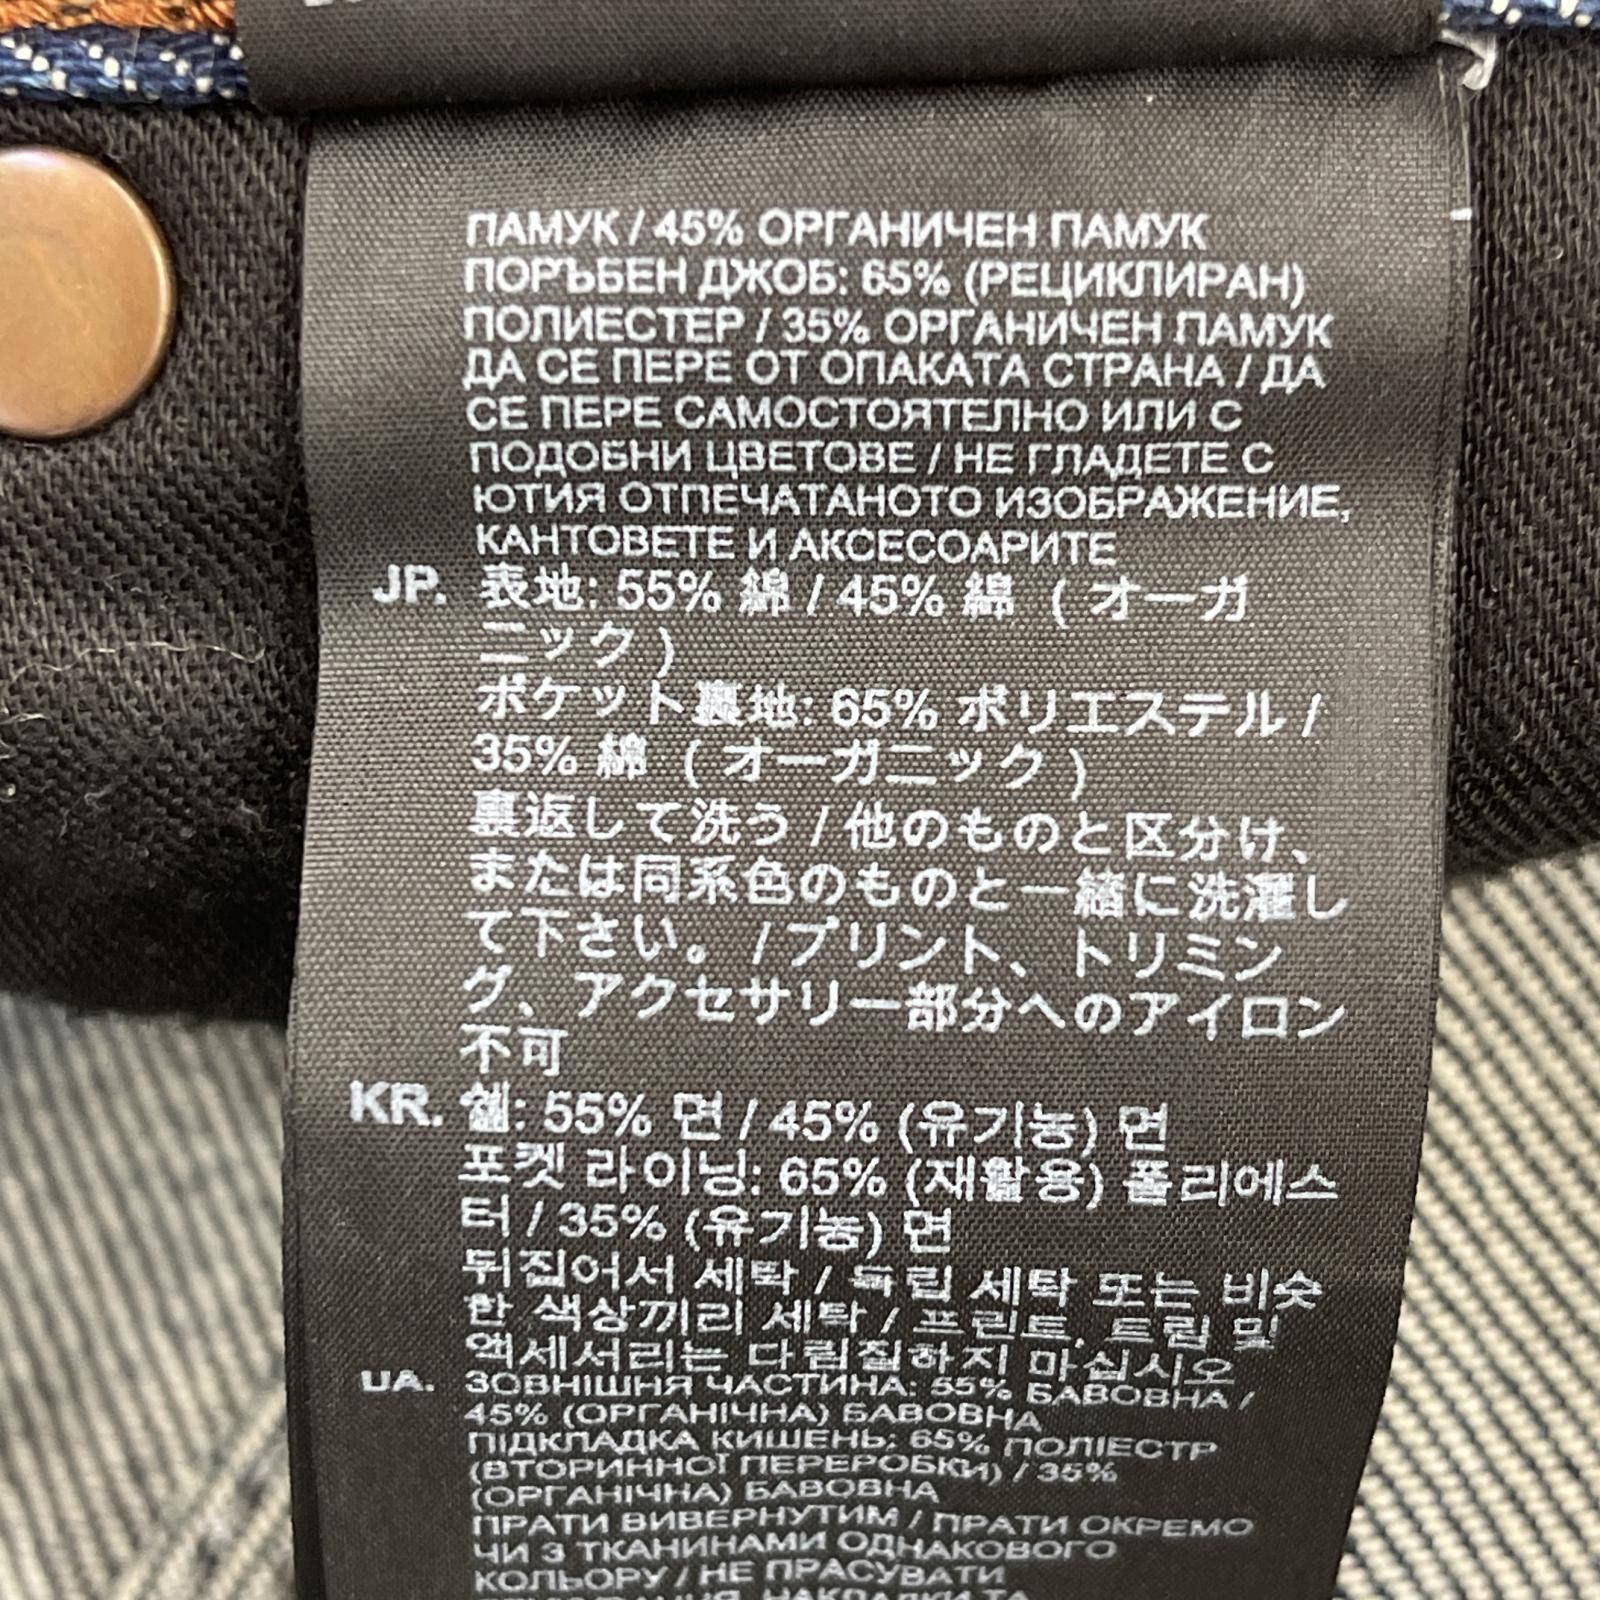 ПАМУК / 45% ОРГАНИЧЕН ПАМУК
ПОРЪБЕН ДЖОБ: 65% (РЕЦИКЛИРАН)
ПОЛИЕСТЕР / 35% ОРГАНИЧЕН ПАМУК
ДА СЕ ПЕРЕ ОТ ОПАКАТА СТРАНА / ДА
СЕ ПЕРЕ САМОСТОЯТЕЛНО ИЛИ С
ПОДОБНИ ЦВЕТОВЕ / НЕ ГЛАДЕТЕ С
ЮТИЯ ОТПЕЧАТАНОТО ИЗОБРАЖЕНИЕ,
КАНТОВЕТЕ И АКСЕСОАРИТЕ
JP. 表地: 55% 綿 / 45% 綿 ( オーガ
ニック )
ポケット裏地: 65% ポリエステル /
35% 綿 ( オーガニック )
裏返して洗う / 他のものと区分け、
または同系色のものと一緒に洗濯し
て下さい。 / プリント、トリミン
グ、アクセサリー部分へのアイロン
不可
KR. 쉘: 55% 면 / 45% (유기농) 면
포켓 라이닝: 65% (재활용) 폴리에스
터 / 35% (유기농) 면
뒤집어서 세탁 / 독립 세탁 또는 비슷
한 색상끼리 세탁 / 프린트, 트림 및
액세서리는 다림질하지 마십시오
UA. ЗОВНІШНЯ ЧАСТИНА: 55% БАВОВНА /
45% (ОРГАНІЧНА) БАВОВНА
ПІДКЛАДКА КИШЕНЬ: 65% ПОЛІЕСТР
(ВТОРИННОЇ ПЕРЕРОБКИ) / 35%
(ОРГАНІЧНА) БАВОВНА
ПРАТИ ВИВЕРНУТИМ / ПРАТИ ОКРЕМО
ЧИ З ТКАНИНАМИ ОДНАКОВОГО
КОЛЬОРУ / НЕ ПРАСУВАТИ